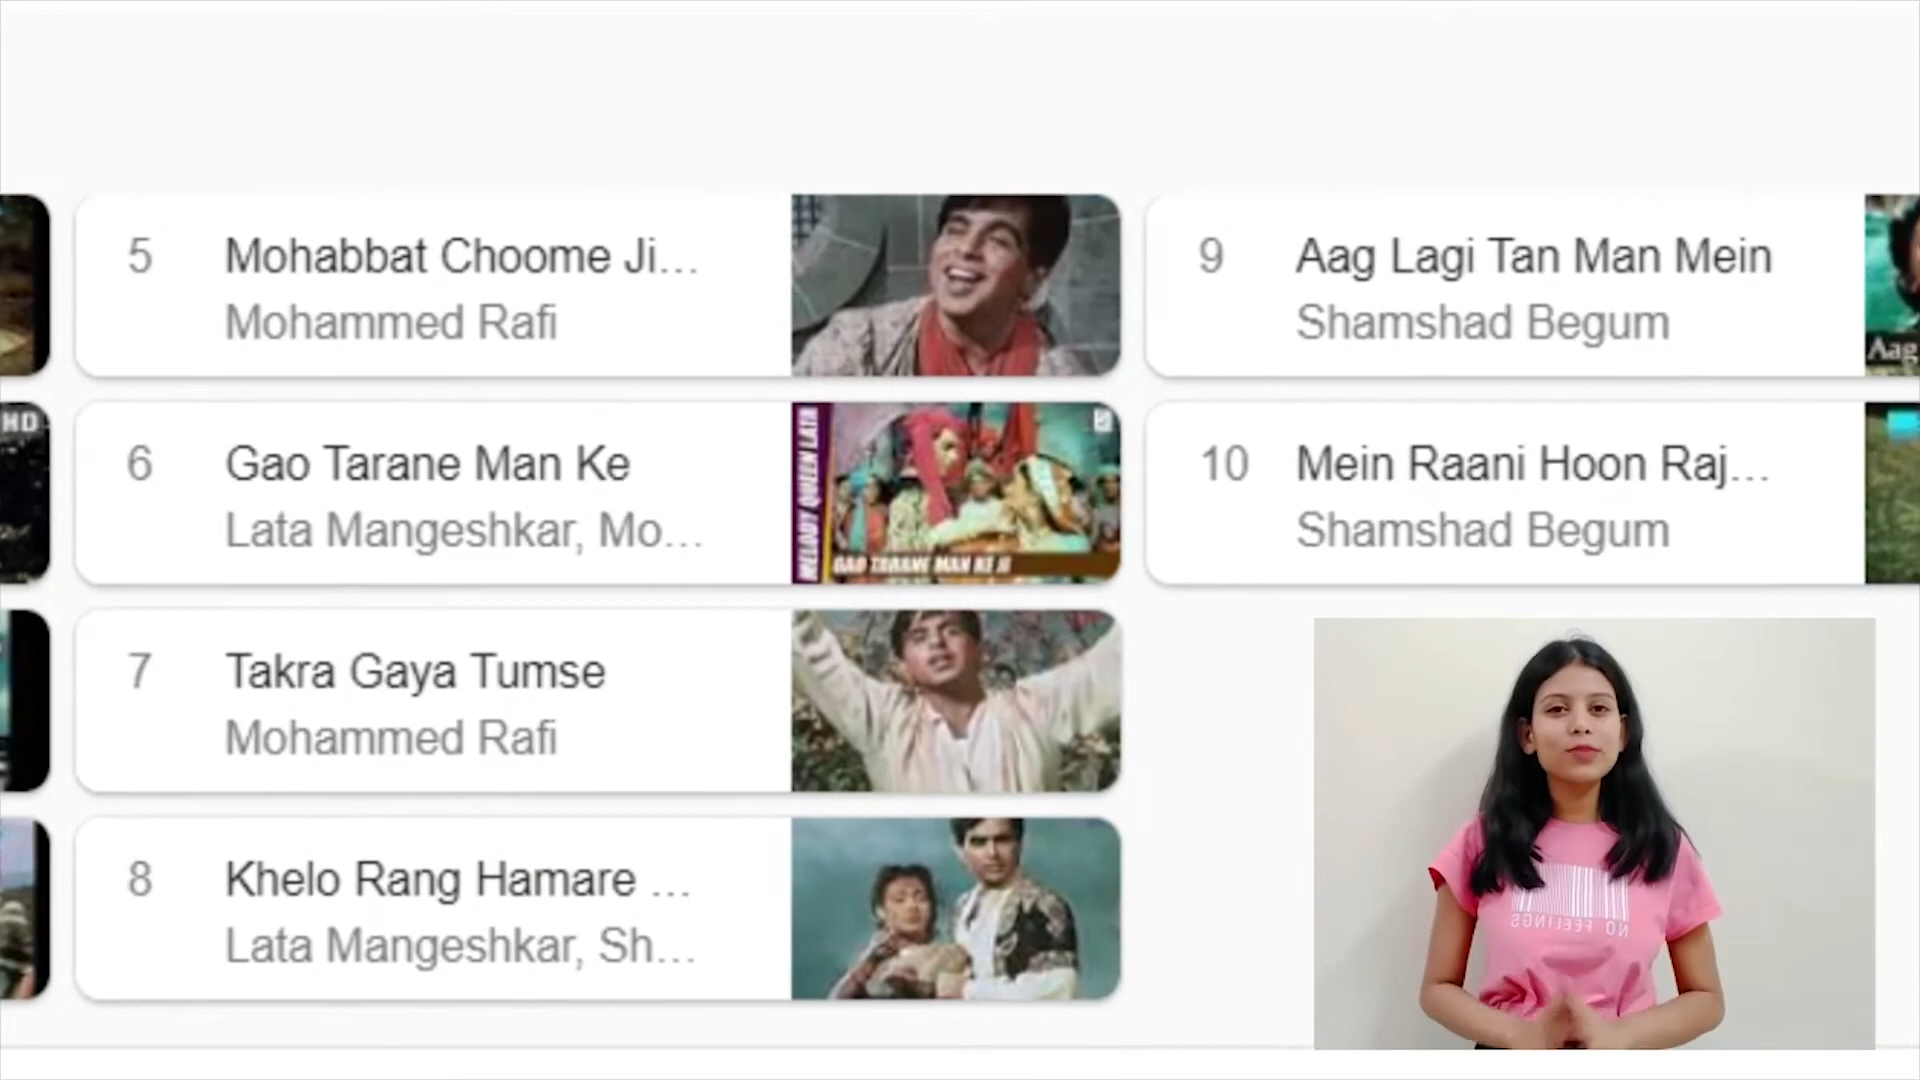 5
Mohabbat Choome Ji...
Mohammed Rafi
6
Gao Tarane Man Ke
Lata Mangeshkar, Mo...
MELODY QUEEN LATA
GAO TARANE MAN KE JI
7
Takra Gaya Tumse
Mohammed Rafi
8
Khelo Rang Hamare ...
Lata Mangeshkar, Sh...
9
Aag Lagi Tan Man Mein
Shamshad Begum
Aag
10
Mein Raani Hoon Raj...
Shamshad Begum
HD
NO FEELINGS